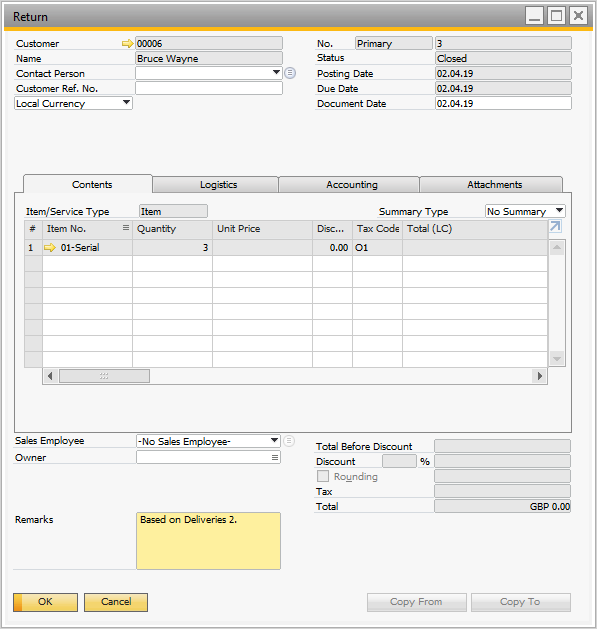 Return
Customer 00006 No. Primary 3
Name Bruce Wayne Status Closed
Contact Person Posting Date 02.04.19
Customer Ref. No. Due Date 02.04.19
Local Currency Document Date 02.04.19
Contents Logistics Accounting Attachments
Item/Service Type Item Summary Type No Summary
# Item No. Quantity Unit Price Disc... Tax Code Total (LC)
1 01-Serial 3 0.00 O1
Sales Employee -No Sales Employee- Total Before Discount
Owner Discount %
Rounding
Tax
Total GBP 0.00
Remarks Based on Deliveries 2.
OK Cancel Copy From Copy To